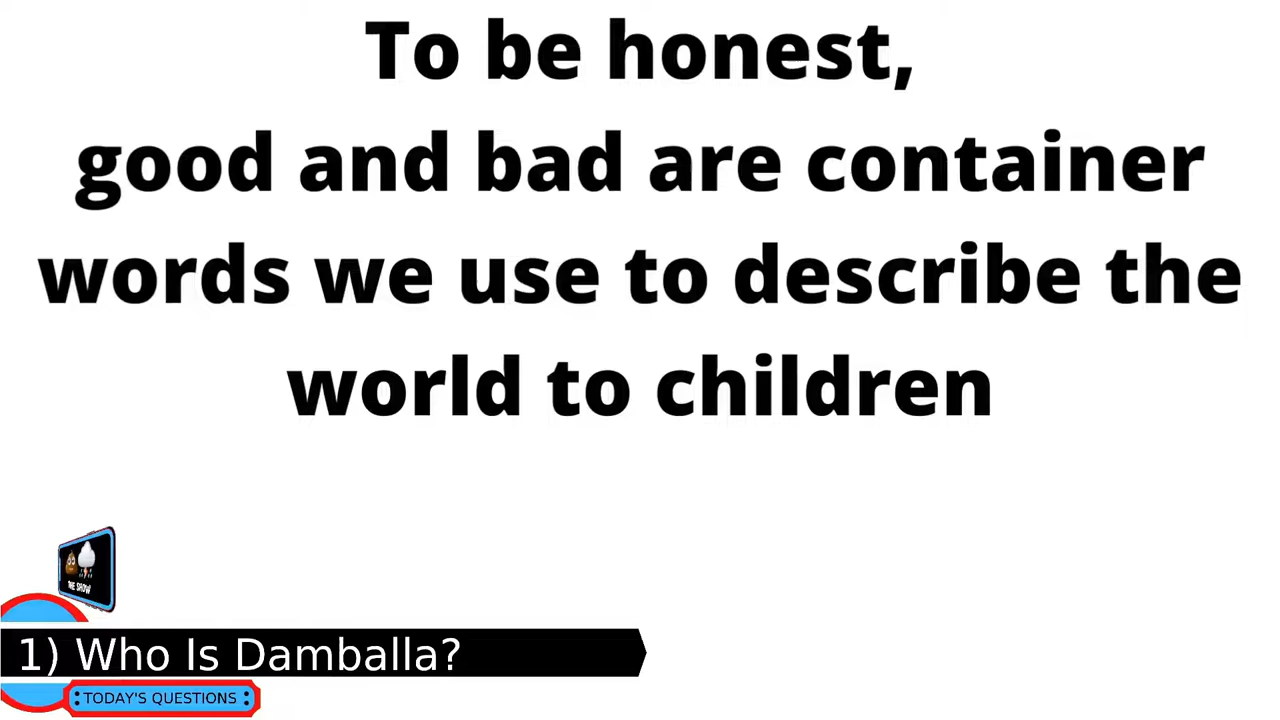 To be honest,
good and bad are container
words we use to describe the
world to children
THE SHOW
1) Who Is Damballa?
: TODAY'S QUESTIONS :